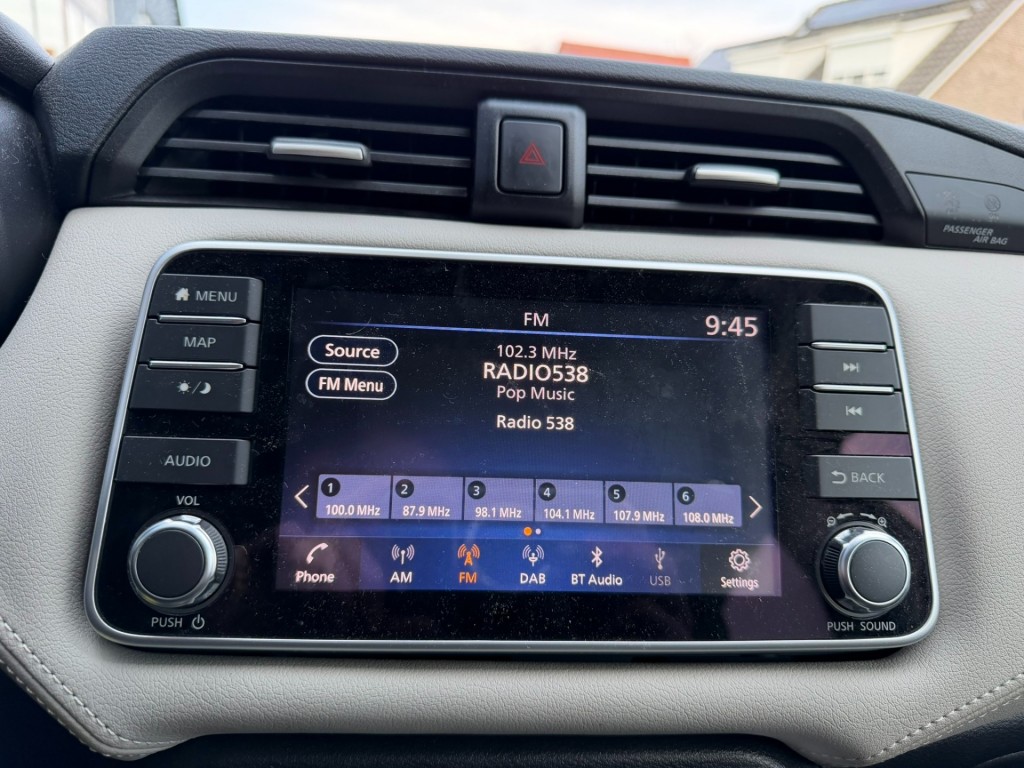 PASSENGER
AIR BAG
MENU
MAP
AUDIO
VOL
PUSH
FM
9:45
Source
FM Menu
102.3 MHz
RADIO538
Pop Music
Radio 538
1 2 3 4 5 6
100.0 MHz 87.9 MHz 98.1 MHz 104.1 MHz 107.9 MHz 108.0 MHz
Phone AM FM DAB BT Audio USB Settings
BACK
PUSH SOUND